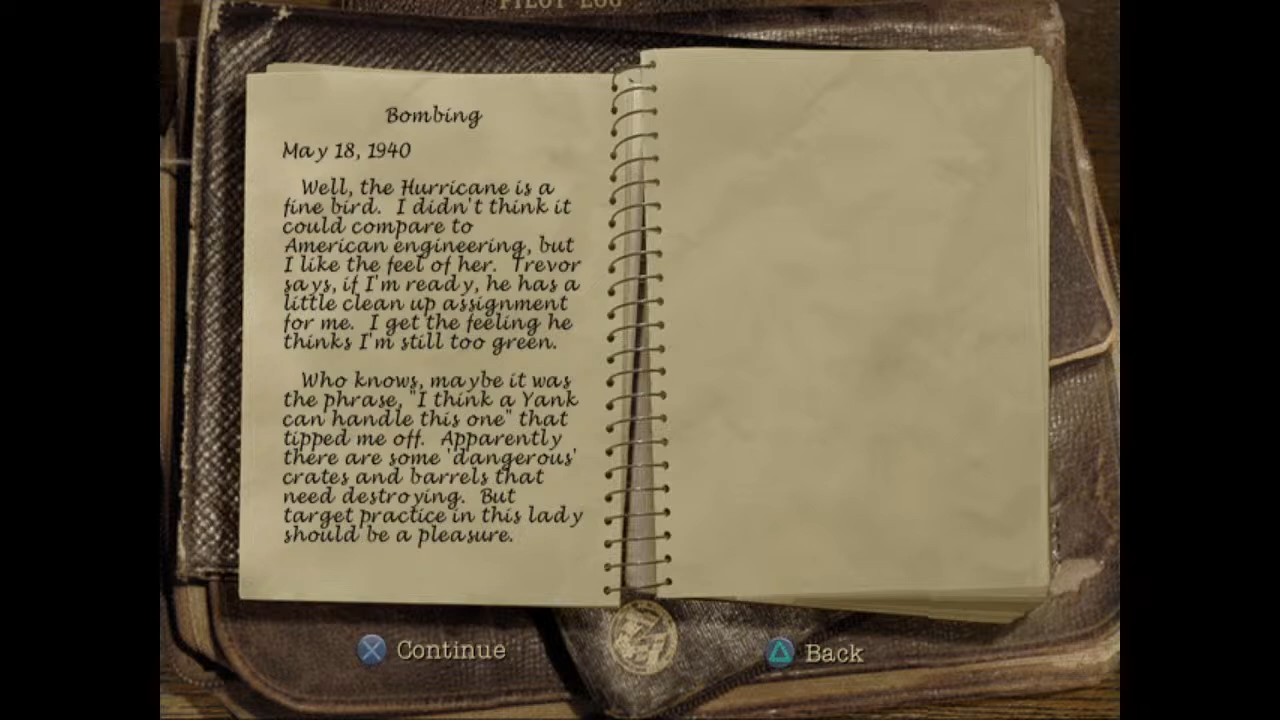 PILOT LOG
Bombing
May 18, 1940
Well, the Hurricane is a
fine bird.  I didn't think it
could compare to
American engineering, but
I like the feel of her.  Trevor
says, if I'm ready, he has a
little clean up assignment
for me.  I get the feeling he
thinks I'm still too green.
Who knows, maybe it was
the phrase, "I think a Yank
can handle this one" that
tipped me off.  Apparently
there are some 'dangerous'
crates and barrels that
need destroying.  But
target practice in this lady
should be a pleasure.
Continue
Back